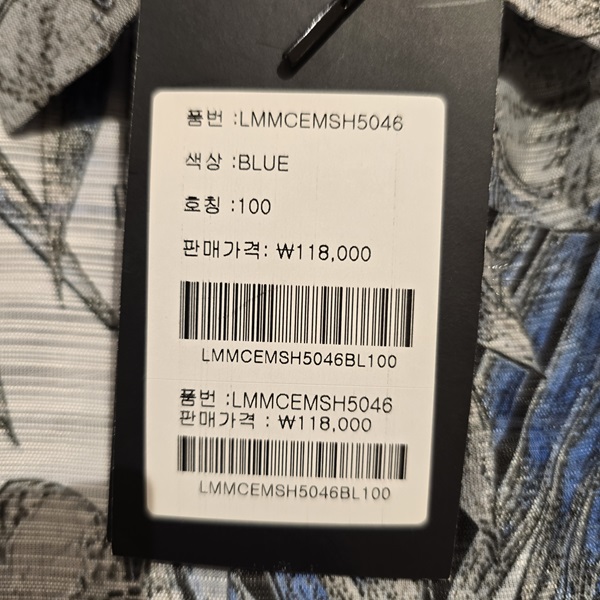 품번 :LMMCEMSH5046
색상 :BLUE
호칭 :100
판매가격: ₩118,000
LMMCEMSH5046BL100
품번 :LMMCEMSH5046
판매가격 : ₩118,000
LMMCEMSH5046BL100